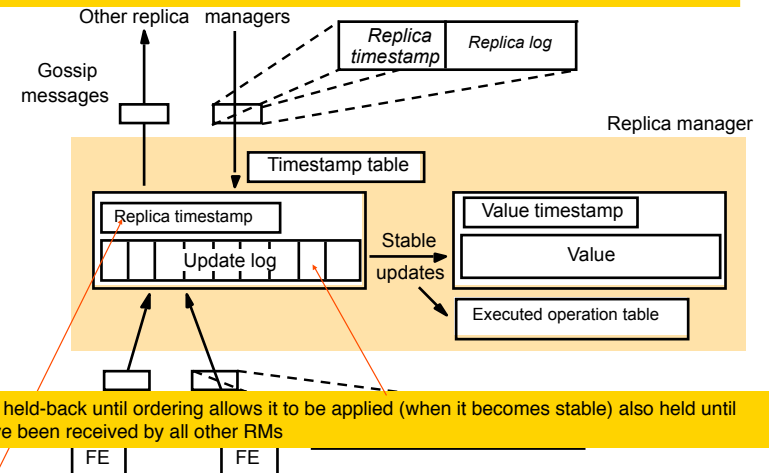 Other replica managers
Replica timestamp
Replica log
Gossip messages
Replica manager
Timestamp table
Replica timestamp
Update log
Stable updates
Value timestamp
Value
Executed operation table
held-back until ordering allows it to be applied (when it becomes stable) also held until
been received by all other RMs
FE
FE